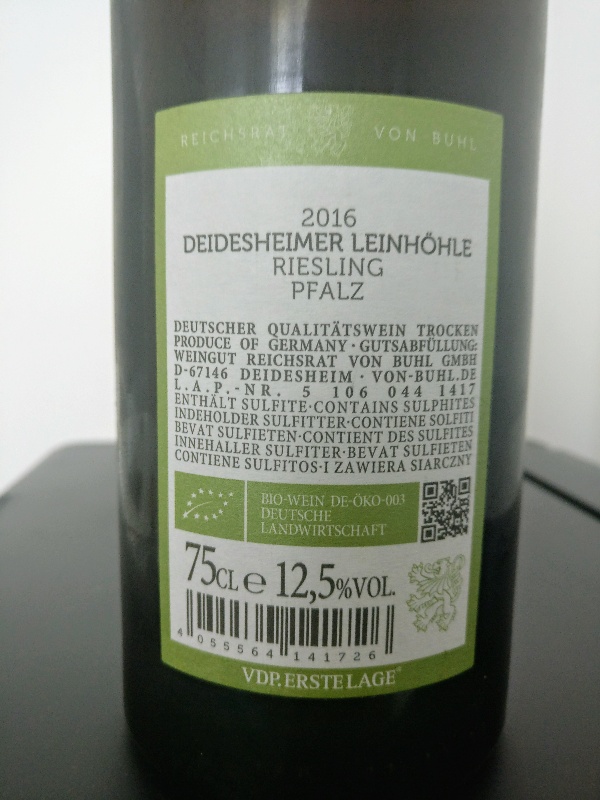 REICHSRAT VON BUHL
2016
DEIDESHEIMER LEINHÖHLE
RIESLING
PFALZ
DEUTSCHER QUALITÄTSWEIN TROCKEN
PRODUCE OF GERMANY · GUTSABFÜLLUNG:
WEINGUT REICHSRAT VON BUHL GMBH
D-67146 DEIDESHEIM · VON-BUHL.DE
L.A.P.-NR. 5 106 044 1417
ENTHÄLT SULFITE·CONTAINS SULPHITES
INDEHOLDER SULFITTER·CONTIENE SOLFITI
BEVAT SULFIETEN·CONTIENT DES SULFITES
INNEHALLER SULFITER·BEVAT SULFIETEN
CONTIENE SULFITOS·I ZAWIERA SIARCZNY
BIO-WEIN DE-ÖKO-003
DEUTSCHE
LANDWIRTSCHAFT
75CL e 12,5%VOL.
4 055564 141726
VDP.ERSTE LAGE®